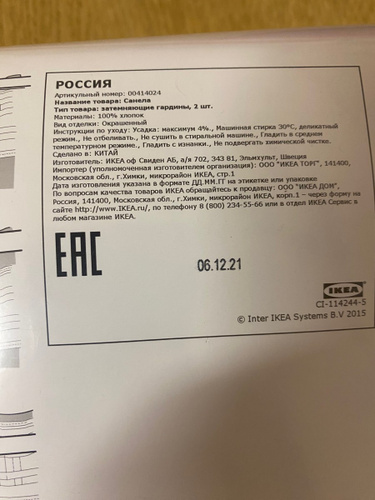 РОССИЯ
Артикульный номер: 00414024
Название товара: Санела
Тип товара: затемняющие гардины, 2 шт.
Материалы: 100% хлопок
Вид отделки: Окрашенный
Инструкции по уходу: Усадка: максимум 4%., Машинная стирка 30°C, деликатный
режим., Не отбеливать., Не сушить в стиральной машине., Гладить в среднем
температурном режиме., Гладить с изнанки., Не подвергать химической чистке.
Сделано в: КИТАЙ
Изготовитель: ИКЕА оф Свиден АБ, а/я 702, 343 81, Эльмхульт, Швеция
Импортер (уполномоченная изготовителем организация): ООО "ИКЕА ТОРГ", 141400,
Московская обл., г.Химки, микрорайон ИКЕА, стр.1
Дата изготовления указана в формате ДД.ММ.ГГ на этикетке или упаковке
По вопросам качества товаров ИКЕА обращайтесь к продавцу: ООО "ИКЕА ДОМ",
Россия, 141400, Московская обл., г.Химки, микрорайон ИКЕА, корп.1 – через форму на
сайте http://www.IKEA.ru/, по телефону 8 (800) 234-55-66 или в отдел ИКЕА Сервис в
любом магазине ИКЕА.
EAC
06.12.21
IKEA
CI-114244-5
© Inter IKEA Systems B.V 2015